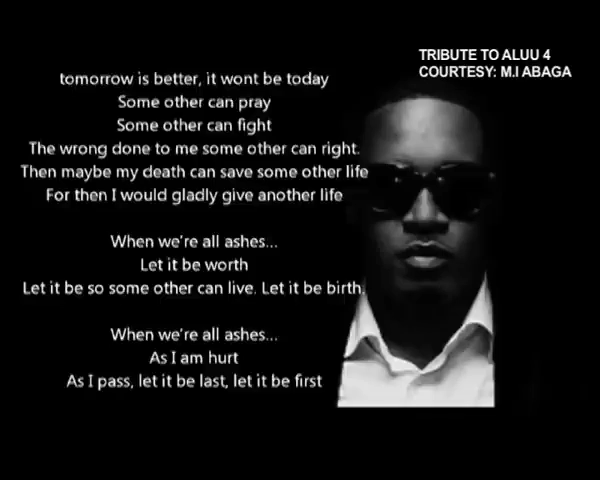 TRIBUTE TO ALUU 4
COURTESY: M.I ABAGA
tomorrow is better, it wont be today
Some other can pray
Some other can fight
The wrong done to me some other can right.
Then maybe my death can save some other life
For then I would gladly give another life
When we're all ashes...
Let it be worth
Let it be so some other can live. Let it be birth.
When we're all ashes...
As I am hurt
As I pass, let it be last, let it be first